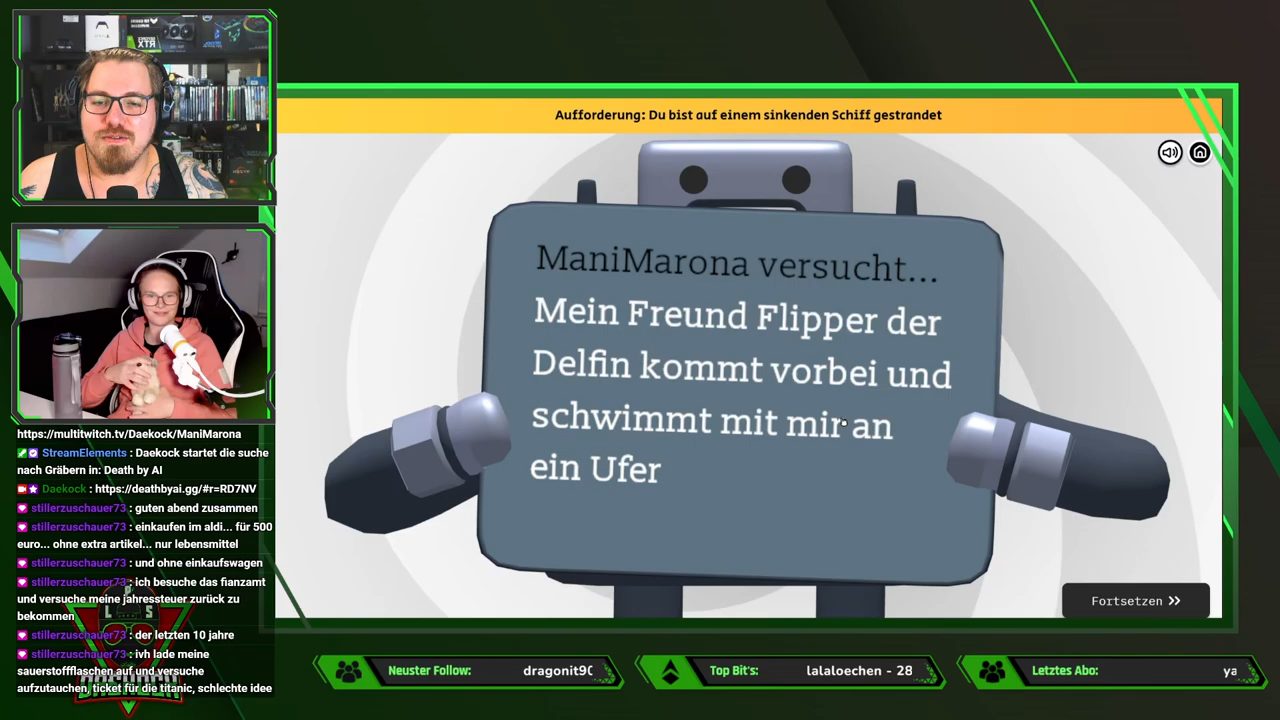 Aufforderung: Du bist auf einem sinkenden Schiff gestrandet
ManiMarona versucht...
Mein Freund Flipper der
Delfin kommt vorbei und
schwimmt mit mir an
ein Ufer
Fortsetzen
https://multitwitch.tv/Daekock/ManiMarona
StreamElements : Daekock startet die suche
nach Gräbern in: Death by AI
Daekock : https://deathbyai.gg/#r=RD7NV
stillerzuschauer73 : guten abend zusammen
stillerzuschauer73 : einkaufen im aldi... für 500
euro... ohne extra artikel... nur lebensmittel
stillerzuschauer73 : und ohne einkaufswagen
stillerzuschauer73 : ich besuche das fianzamt
und versuche meine jahressteuer zurück zu
bekommen
stillerzuschauer73 : der letzten 10 jahre
stillerzuschauer73 : ivh lade meine
sauerstoffflaschen auf und versuche
aufzutauchen, ticket für die titanic, schlechte idee
Neuster Follow: dragonit90
Top Bit's: lalaloechen - 28
Letztes Abo: ya